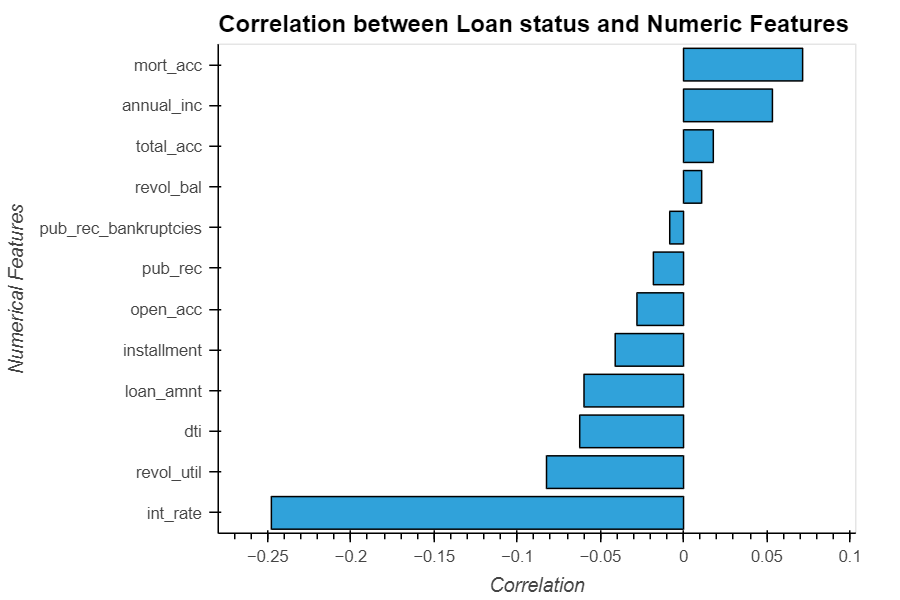 Correlation between Loan status and Numeric Features
Numerical Features
mort_acc
annual_inc
total_acc
revol_bal
pub_rec_bankruptcies
pub_rec
open_acc
installment
loan_amnt
dti
revol_util
int_rate
−0.25 −0.2 −0.15 −0.1 −0.05 0 0.05 0.1
Correlation